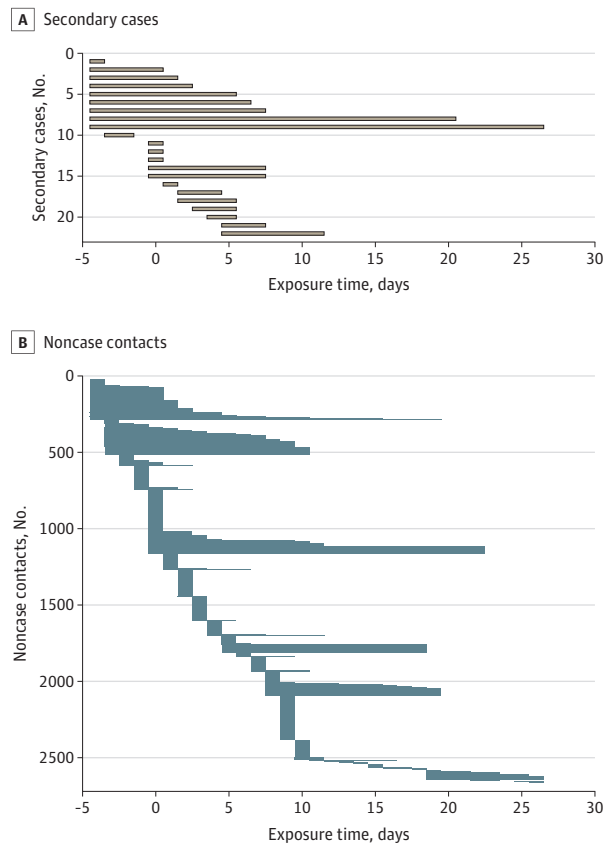 A Secondary cases
0
5
10
15
20
Secondary cases, No.
-5 0 5 10 15 20 25 30
Exposure time, days
B Noncase contacts
0
500
1000
1500
2000
2500
Noncase contacts, No.
-5 0 5 10 15 20 25 30
Exposure time, days